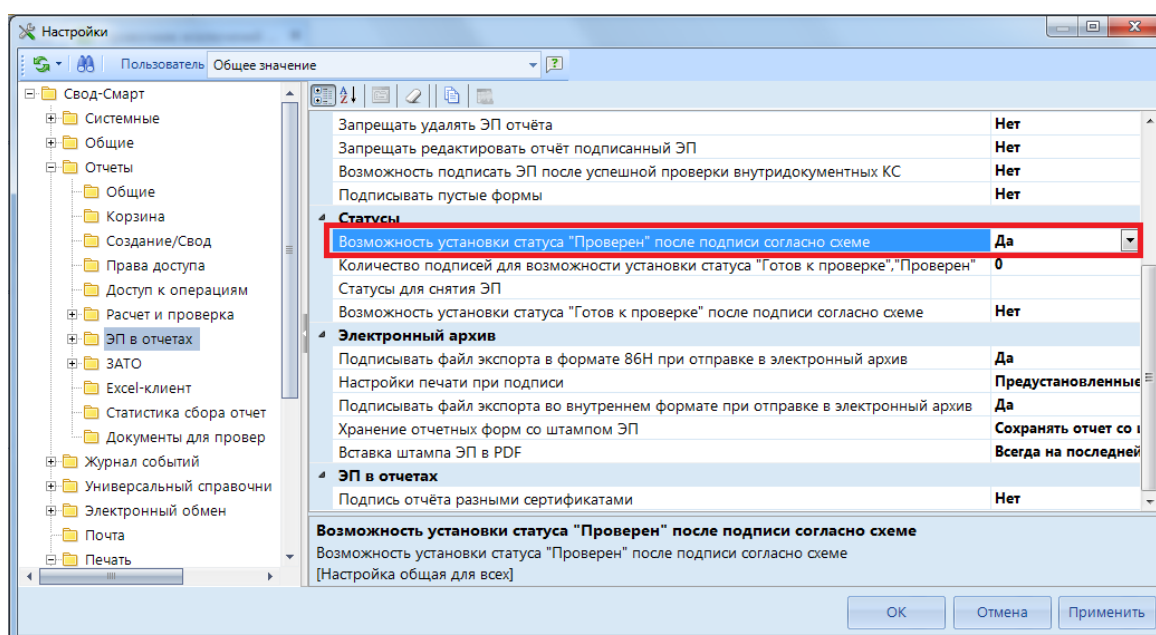 Настройки
Пользователь Общее значение
Свод-Смарт
Системные
Общие
Отчеты
Общие
Корзина
Создание/Свод
Права доступа
Доступ к операциям
Расчет и проверка
ЭП в отчетах
ЗАТО
Excel-клиент
Статистика сбора отчет
Документы для провер
Журнал событий
Универсальный справочни
Электронный обмен
Почта
Печать
Запрещать удалять ЭП отчёта Нет
Запрещать редактировать отчёт подписанный ЭП Нет
Возможность подписать ЭП после успешной проверки внутридокументных КС Нет
Подписывать пустые формы Нет
Статусы
Возможность установки статуса "Проверен" после подписи согласно схеме Да
Количество подписей для возможности установки статуса "Готов к проверке","Проверен" 0
Статусы для снятия ЭП
Возможность установки статуса "Готов к проверке" после подписи согласно схеме Нет
Электронный архив
Подписывать файл экспорта в формате 86Н при отправке в электронный архив Да
Настройки печати при подписи Предустановленные
Подписывать файл экспорта во внутреннем формате при отправке в электронный архив Да
Хранение отчетных форм со штампом ЭП Сохранять отчет со
Вставка штампа ЭП в PDF Всегда на последней
ЭП в отчетах
Подпись отчёта разными сертификатами Нет
Возможность установки статуса "Проверен" после подписи согласно схеме
Возможность установки статуса "Проверен" после подписи согласно схеме
[Настройка общая для всех]
ОК Отмена Применить